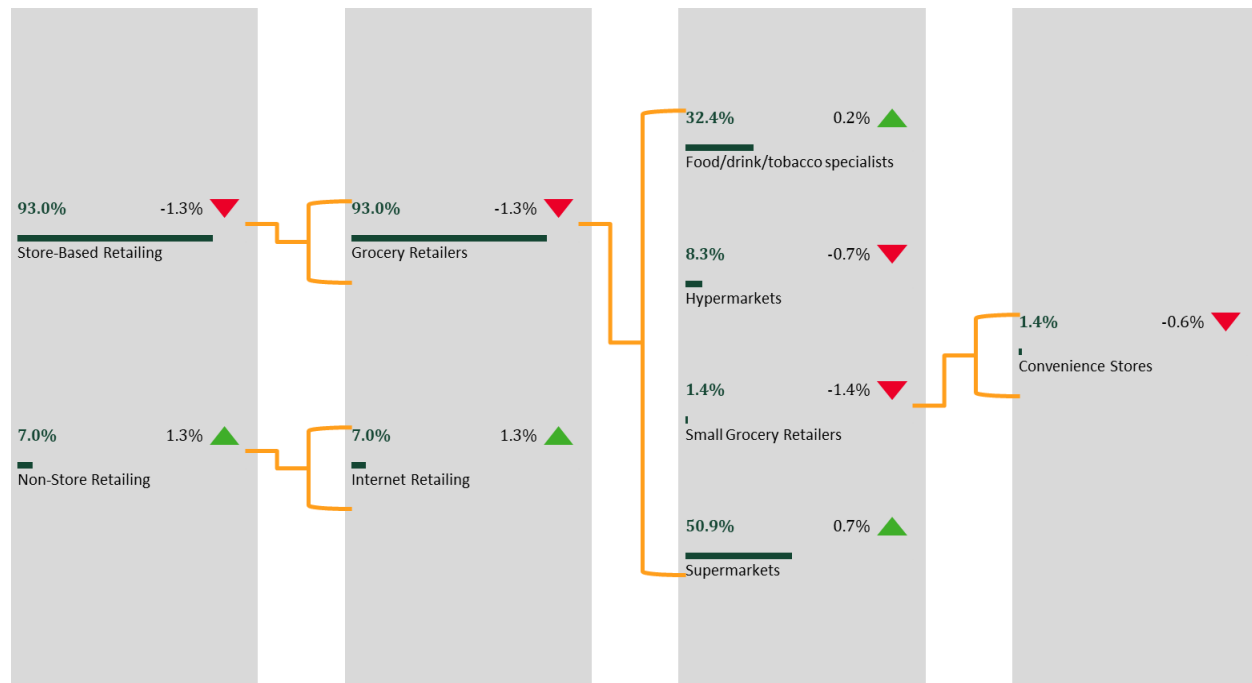 93.0% -1.3%
Store-Based Retailing
7.0% 1.3%
Non-Store Retailing
93.0% -1.3%
Grocery Retailers
7.0% 1.3%
Internet Retailing
32.4% 0.2%
Food/drink/tobacco specialists
8.3% -0.7%
Hypermarkets
1.4% -1.4%
Small Grocery Retailers
50.9% 0.7%
Supermarkets
1.4% -0.6%
Convenience Stores